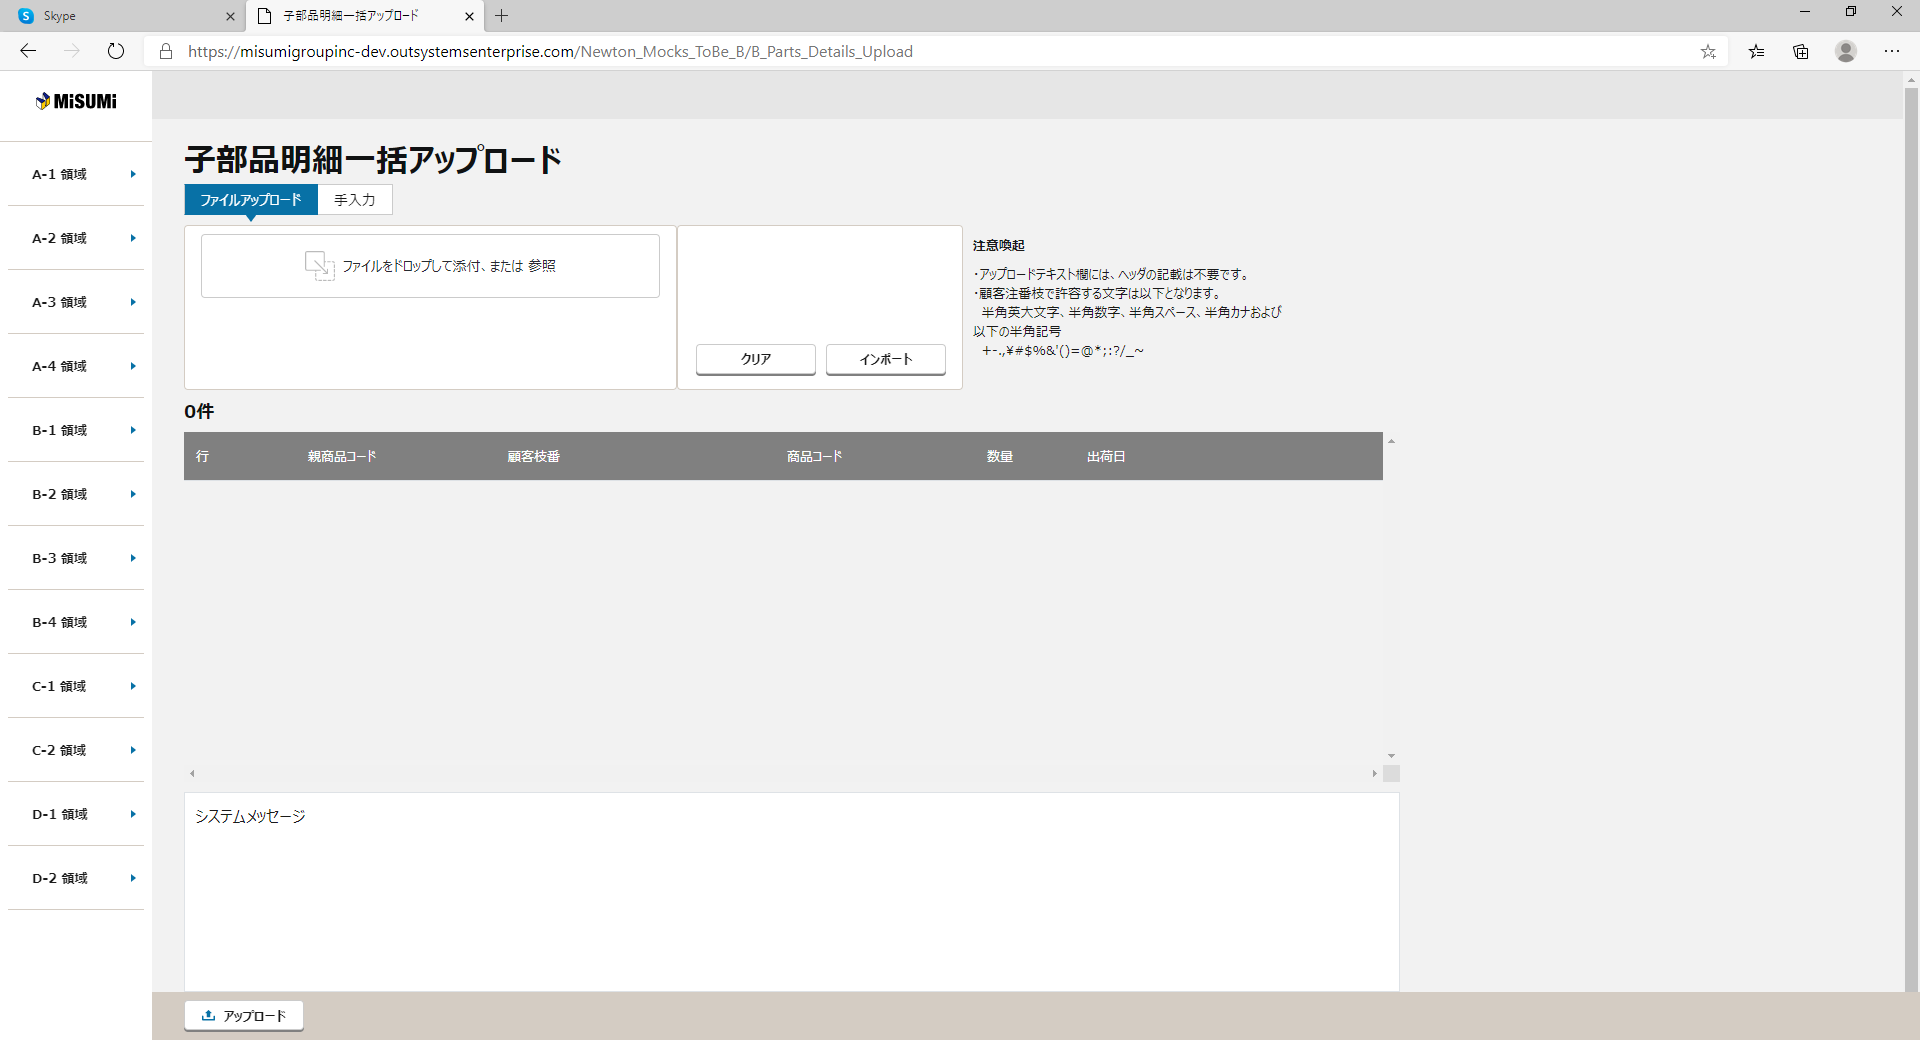 Skype
子部品明細一括アップロード
https://misumigroupinc-dev.outsystemsenterprise.com/Newton_Mocks_ToBe_B/B_Parts_Details_Upload
MiSUMi
A-1 領域
A-2 領域
A-3 領域
A-4 領域
B-1 領域
B-2 領域
B-3 領域
B-4 領域
C-1 領域
C-2 領域
D-1 領域
D-2 領域
子部品明細一括アップロード
ファイルアップロード 手入力
ファイルをドロップして添付、または 参照
クリア インポート
注意喚起
・アップロードテキスト欄には、ヘッダの記載は不要です。
・顧客注番枝で許容する文字は以下となります。
半角英大文字、半角数字、半角スペース、半角カナおよび
以下の半角記号
+-.,¥#$%&'()=@*;:?/_~
0件
行 親商品コード 顧客枝番 商品コード 数量 出荷日
システムメッセージ
アップロード